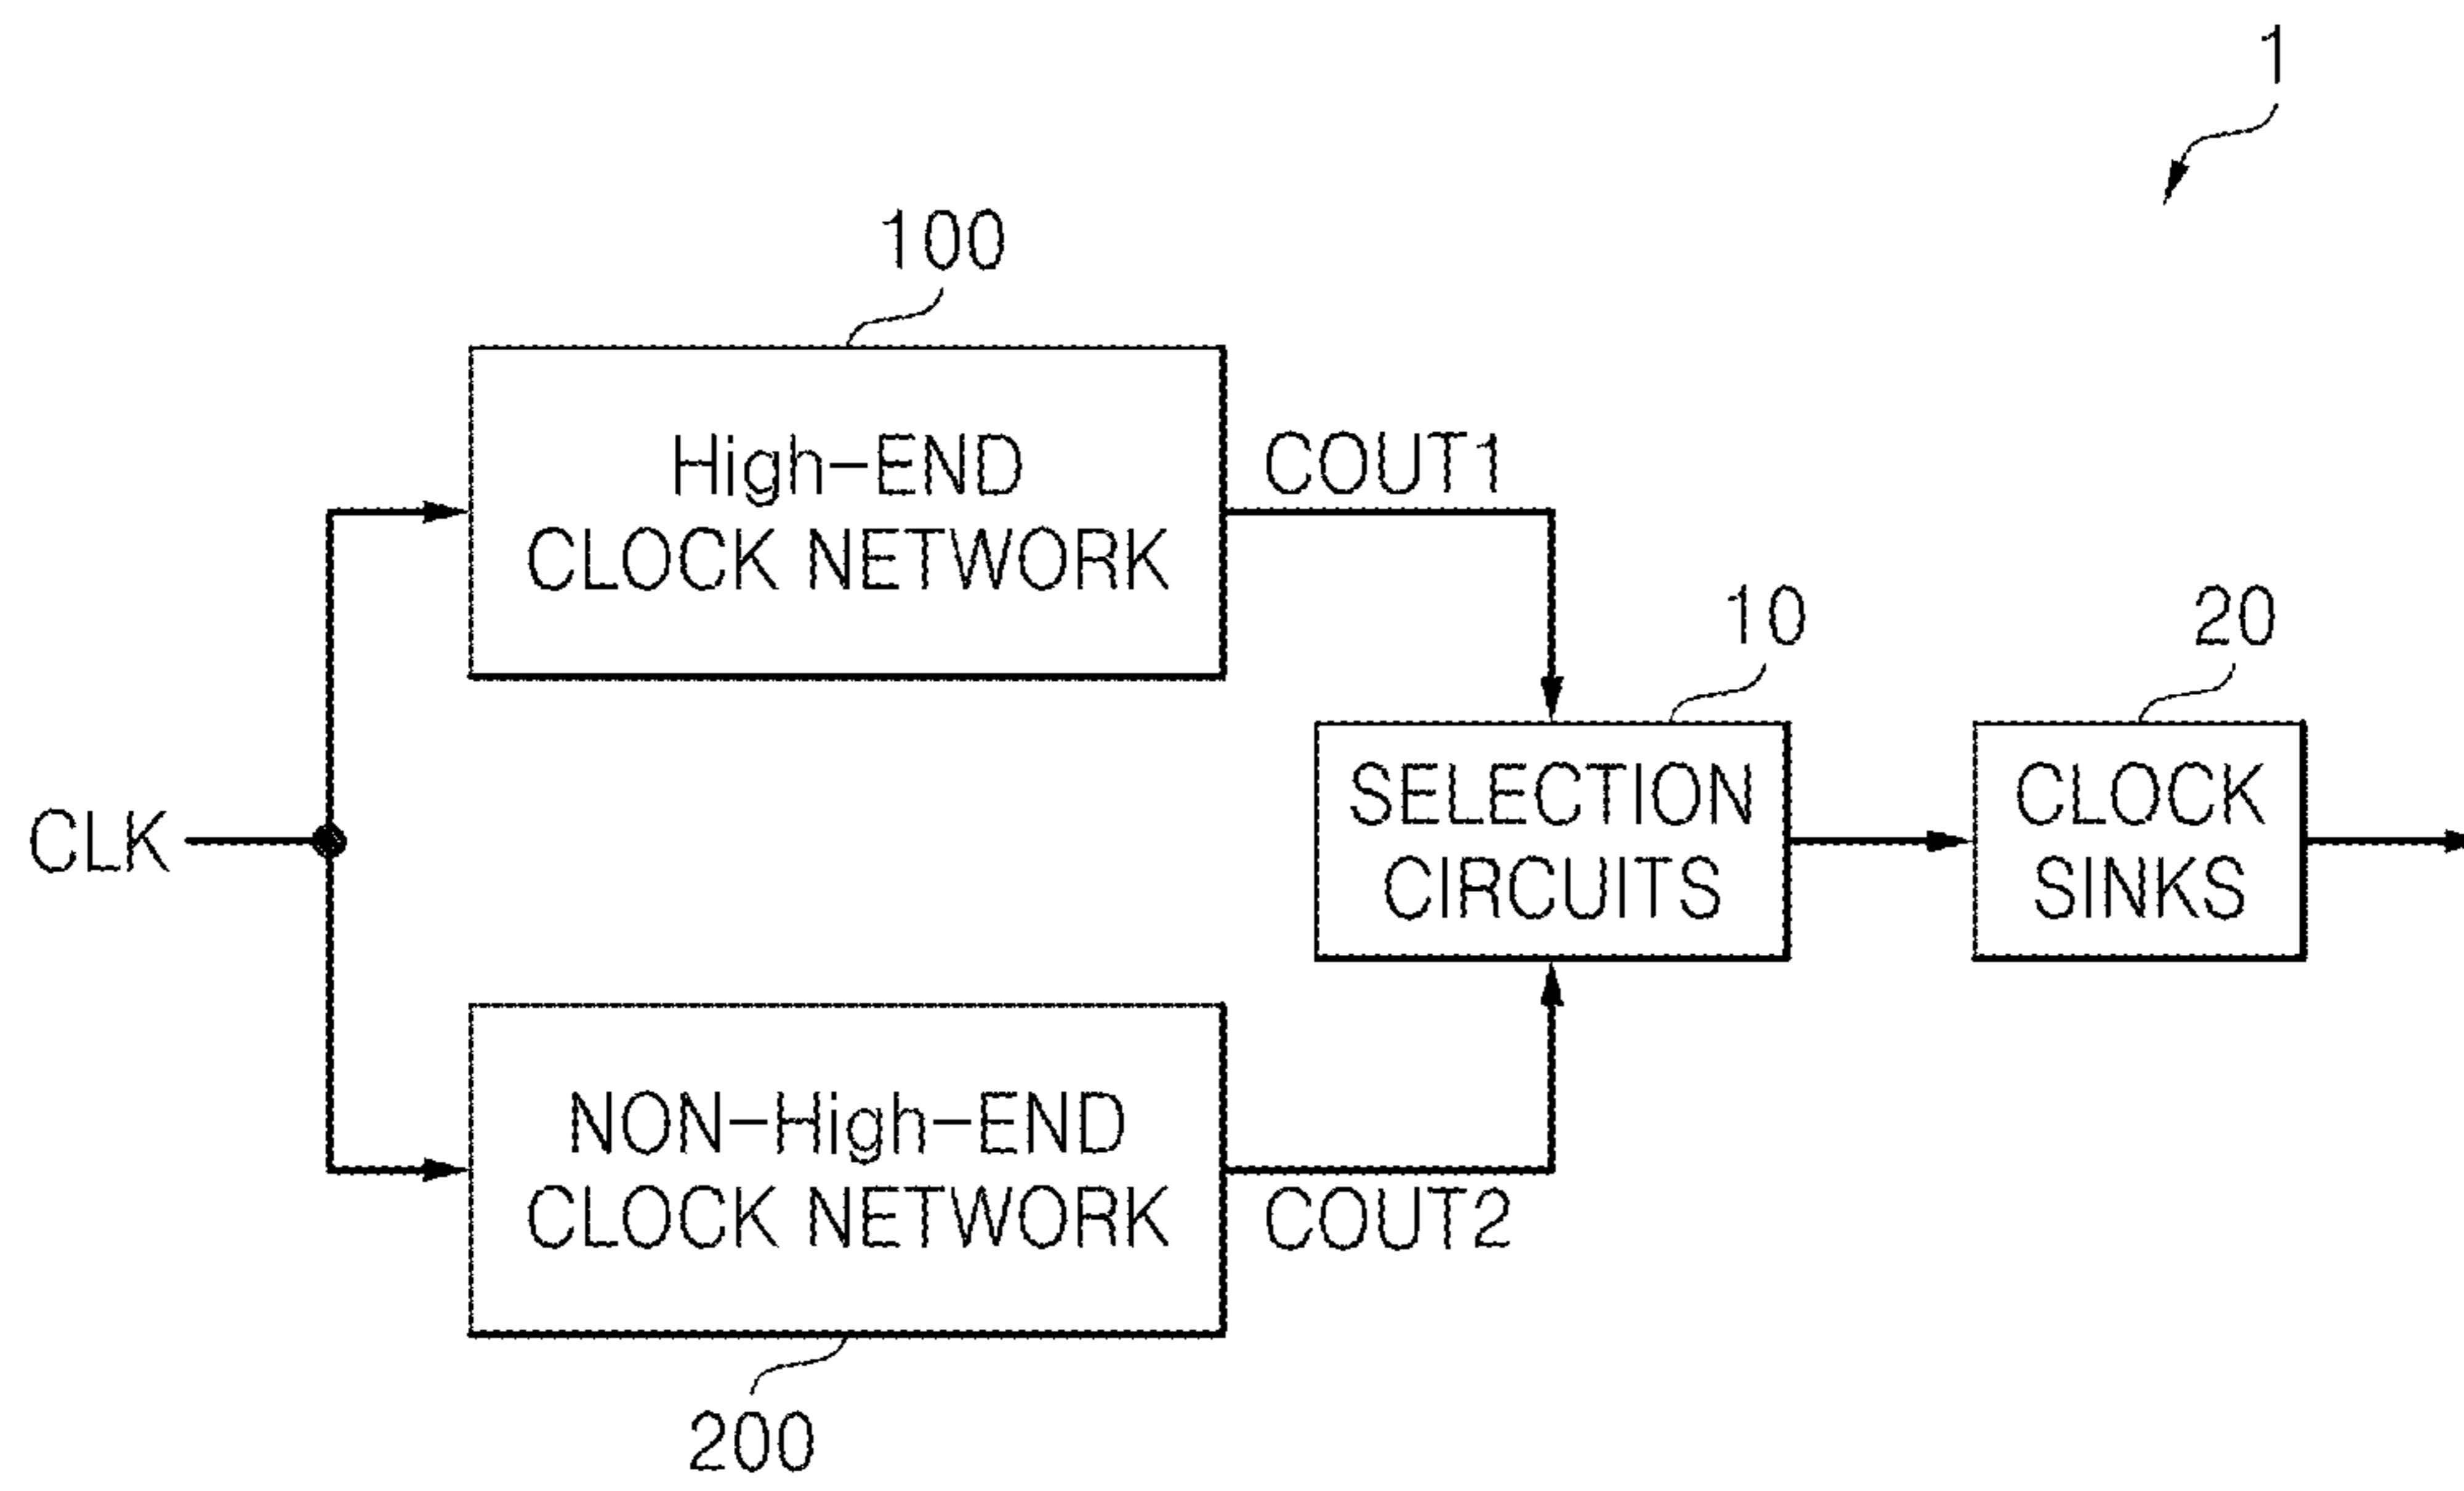 1
100
High-END
CLOCK NETWORK
COUT1
10
20
CLK
SELECTION
CIRCUITS
CLOCK
SINKS
NON-High-END
CLOCK NETWORK
COUT2
200